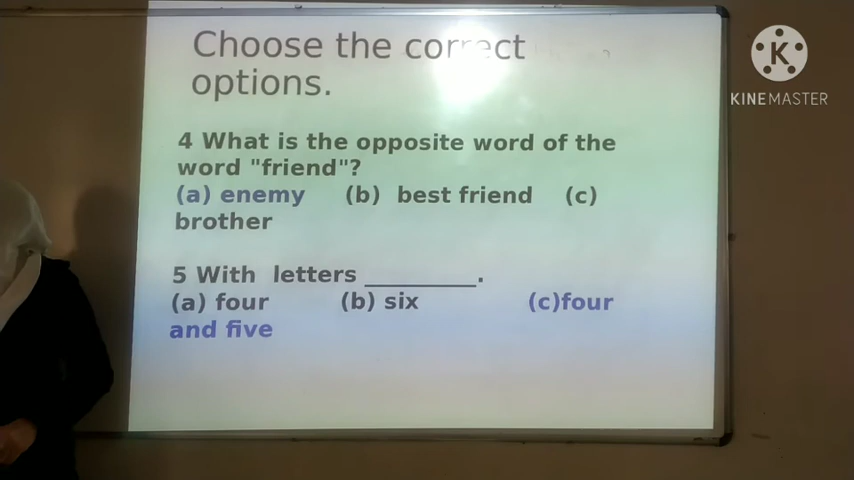 Choose the correct
options.
4 What is the opposite word of the
word "friend"?
(a) enemy (b) best friend (c)
brother
5 With letters __________.
(a) four (b) six (c)four
and five
K
KINEMASTER